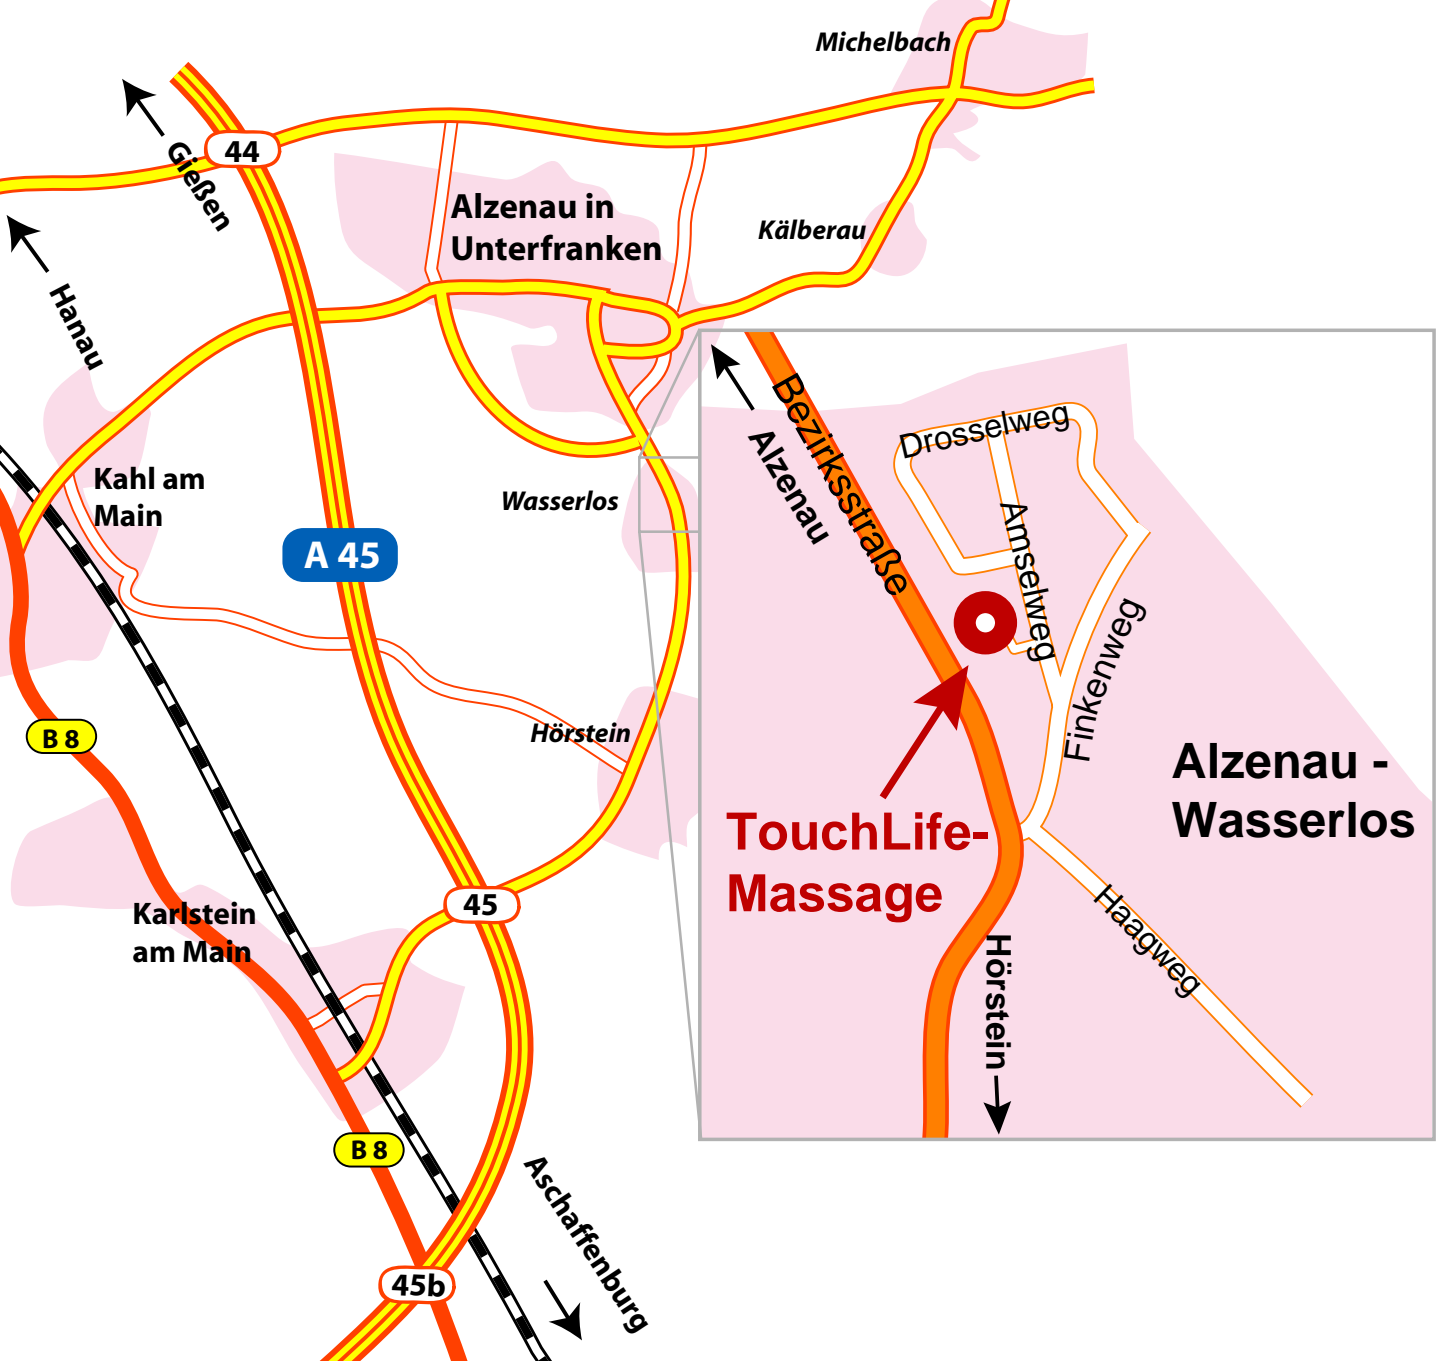 Michelbach
44
Gießen
Alzenau in
Unterfranken
Kälberau
Hanau
Kahl am
Main
Wasserlos
A 45
B 8
Hörstein
45
Karlstein
am Main
B 8
45b
Aschaffenburg
Bezirksstraße
Alzenau
Drosselweg
Amselweg
Finkenweg
Alzenau -
Wasserlos
TouchLife-
Massage
Haagweg
Hörstein